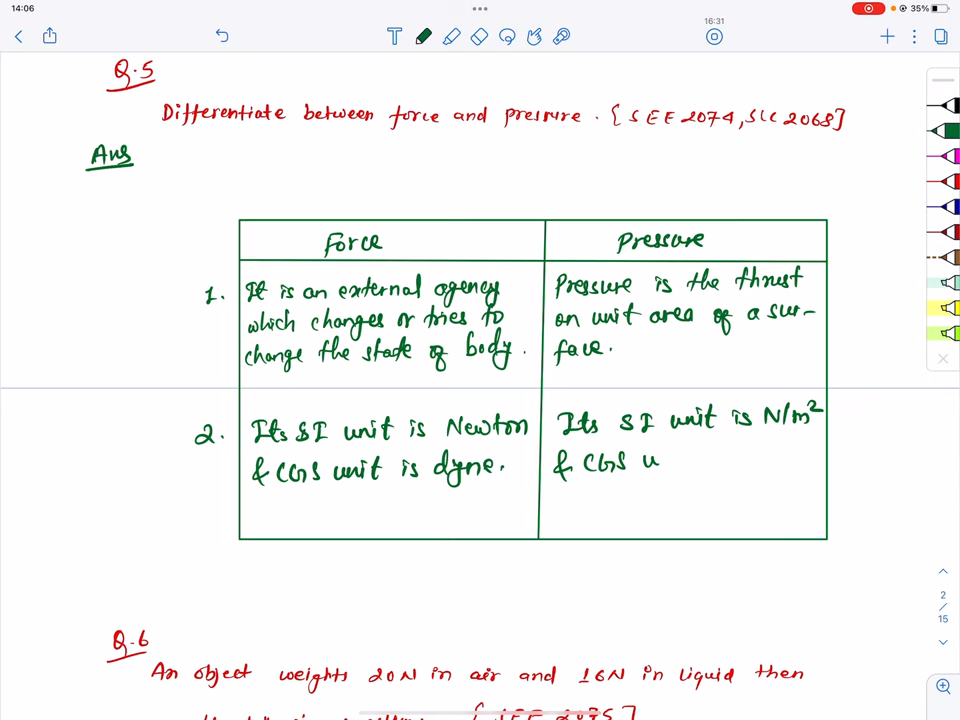 14:06
35%
16:31
Q.5
Differentiate between force and pressure. [SEE 2074, SLC 2068]
Ans
Force
Pressure
1. It is an external agency
which changes or tries to
change the state of body.
Pressure is the thrust
on unit area of a sur-
face.
2. Its SI unit is Newton
& CGS unit is dyne.
Its SI unit is N/m²
& CGS u
2
/
15
Q.6
An object weights 20N in air and 16N in liquid then
[SEE 2075]